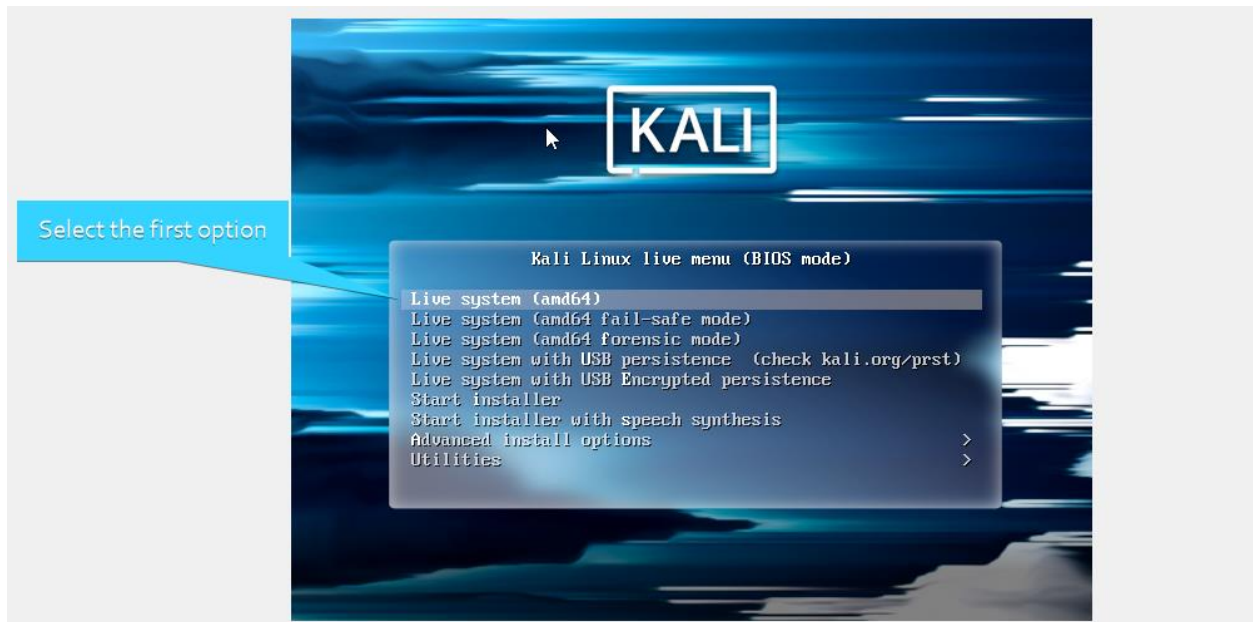 KALI
Select the first option
Kali Linux live menu (BIOS mode)
Live system (amd64)
Live system (amd64 fail-safe mode)
Live system (amd64 forensic mode)
Live system with USB persistence (check kali.org/prst)
Live system with USB Encrypted persistence
Start installer
Start installer with speech synthesis
Advanced install options >
Utilities >